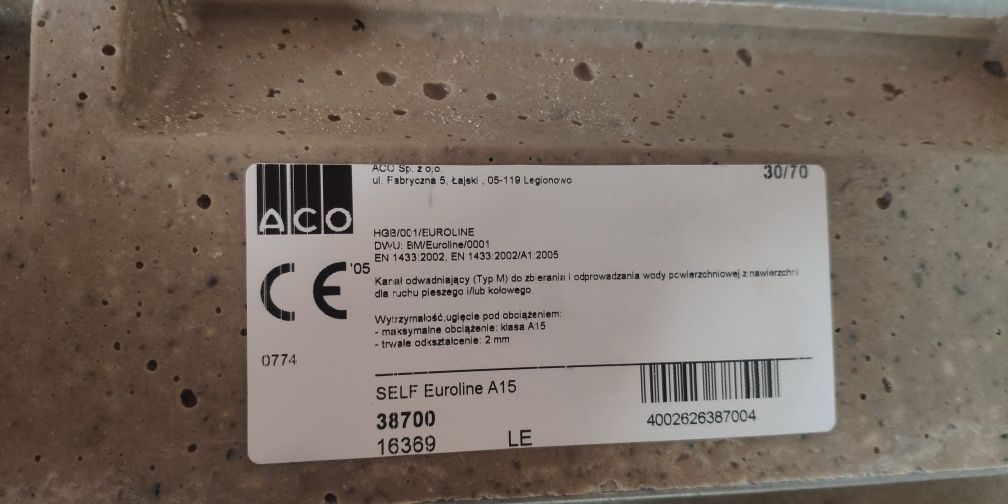 ACO Sp. z o.o.
ul. Fabryczna 5, Łajski , 05-119 Legionowo
30/70
ACO
HGB/001/EUROLINE
DWU: BM/Euroline/0001
EN 1433:2002, EN 1433:2002/A1:2005
CE '05
Kanał odwadniający (Typ M) do zbierania i odprowadzania wody powierzchniowej z nawierzchni
dla ruchu pieszego i/lub kołowego
Wytrzymałość,ugięcie pod obciążeniem:
- maksymalne obciążenie: klasa A15
- trwałe odkształcenie: 2 mm
0774
SELF Euroline A15
38700
16369 LE
4002626387004